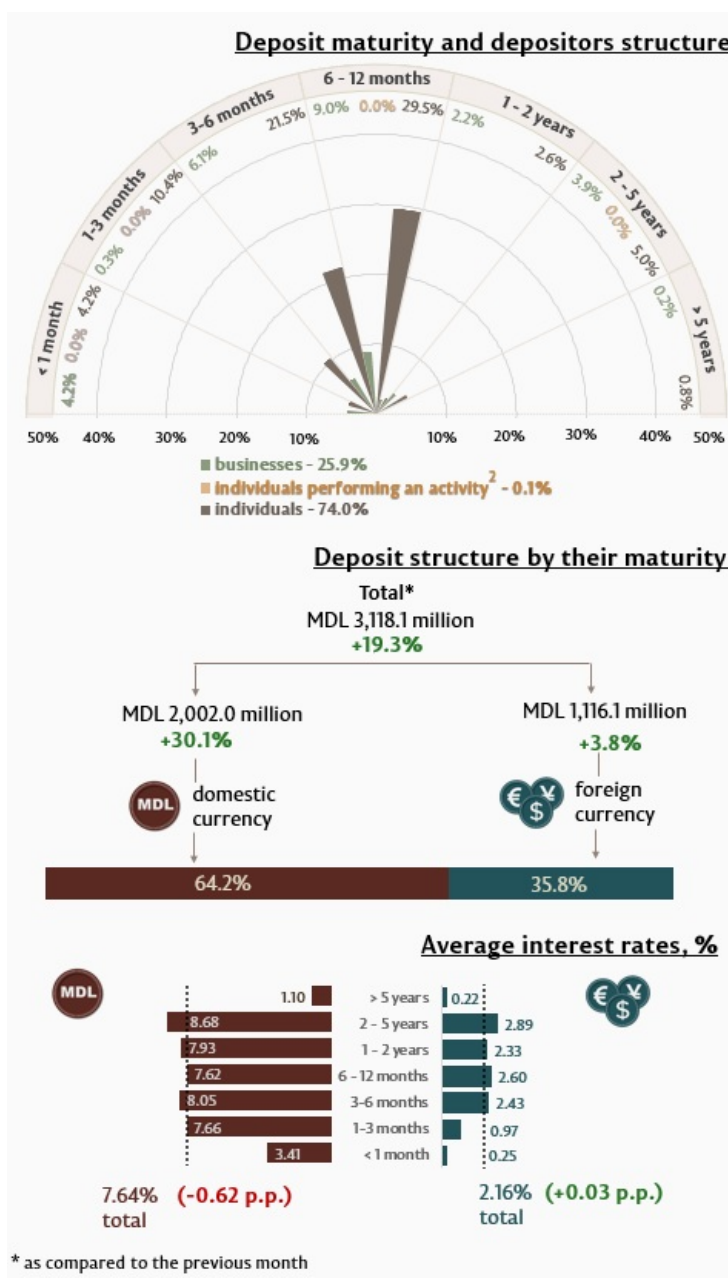 Deposit maturity and depositors structure
< 1 month
1-3 months
3-6 months
6 - 12 months
1 - 2 years
2 - 5 years
> 5 years
4.2% 0.0% 4.2%
0.3% 0.0% 10.4%
6.1% 21.5%
9.0% 0.0% 29.5%
2.2% 2.6%
3.9% 0.0% 5.0%
0.2% 0.8%
50% 40% 30% 20% 10% 10% 20% 30% 40% 50%
businesses - 25.9%
individuals performing an activity2 - 0.1%
individuals - 74.0%
Deposit structure by their maturity
Total*
MDL 3,118.1 million
+19.3%
MDL 2,002.0 million
+30.1%
MDL 1,116.1 million
+3.8%
MDL
domestic
currency
€ ¥
$
foreign
currency
64.2% 35.8%
Average interest rates, %
MDL
€ ¥
$
1.10 > 5 years 0.22
8.68 2 - 5 years 2.89
7.93 1 - 2 years 2.33
7.62 6 - 12 months 2.60
8.05 3-6 months 2.43
7.66 1-3 months 0.97
3.41 < 1 month 0.25
7.64% (-0.62 p.p.)
total
2.16% (+0.03 p.p.)
total
* as compared to the previous month